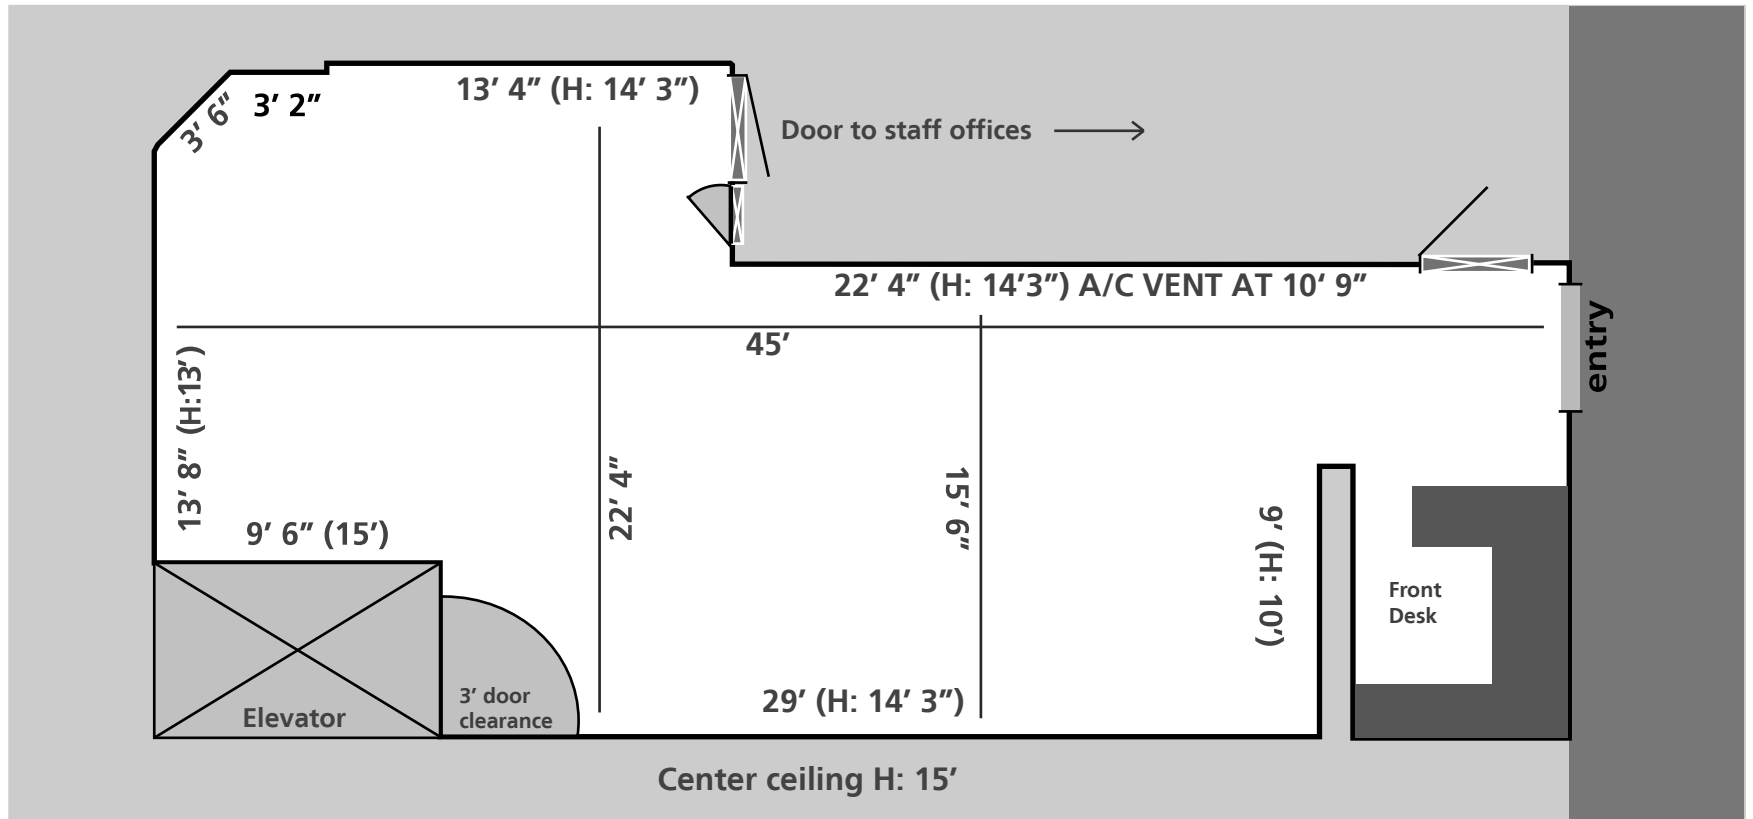 13’ 4” (H: 14’ 3”)
3’ 6”
3’ 2”
Door to staff offices
22’ 4” (H: 14’3”) A/C VENT AT 10‘ 9”
entry
45’
13’ 8” (H:13’)
22’ 4”
15’ 6”
9’ (H: 10’)
9’ 6” (15’)
Front
Desk
3’ door
clearance
Elevator
29’ (H: 14’ 3”)
Center ceiling H: 15’